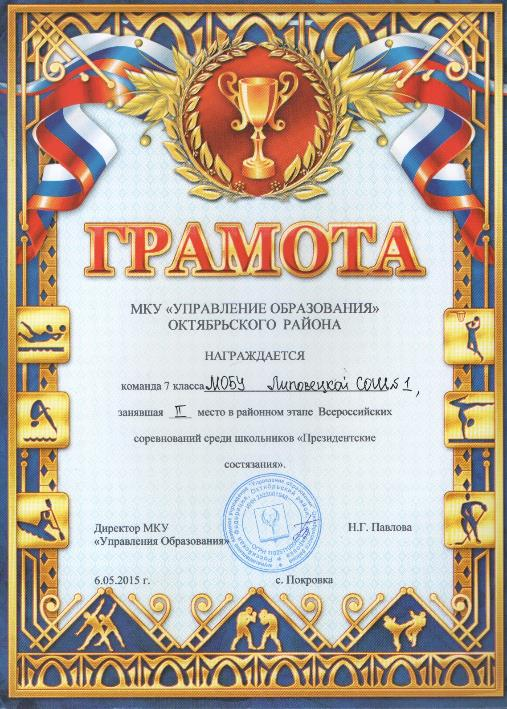 ГРАМОТА
МКУ «УПРАВЛЕНИЕ ОБРАЗОВАНИЯ»
ОКТЯБРЬСКОГО РАЙОНА
НАГРАЖДАЕТСЯ
команда 7 класса МОБУ Липовецкой СОШ № 1,
занявшая II место в районном этапе Всероссийских
соревнований среди школьников «Президентские
состязания».
Директор МКУ
«Управления Образования»
Н.Г. Павлова
6.05.2015 г.
с. Покровка